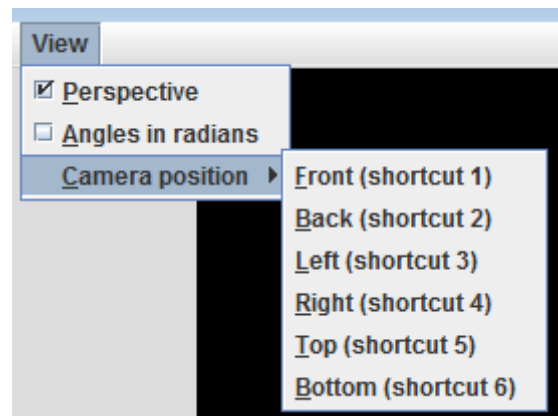 View
Perspective
Angles in radians
Camera position
Front (shortcut 1)
Back (shortcut 2)
Left (shortcut 3)
Right (shortcut 4)
Top (shortcut 5)
Bottom (shortcut 6)